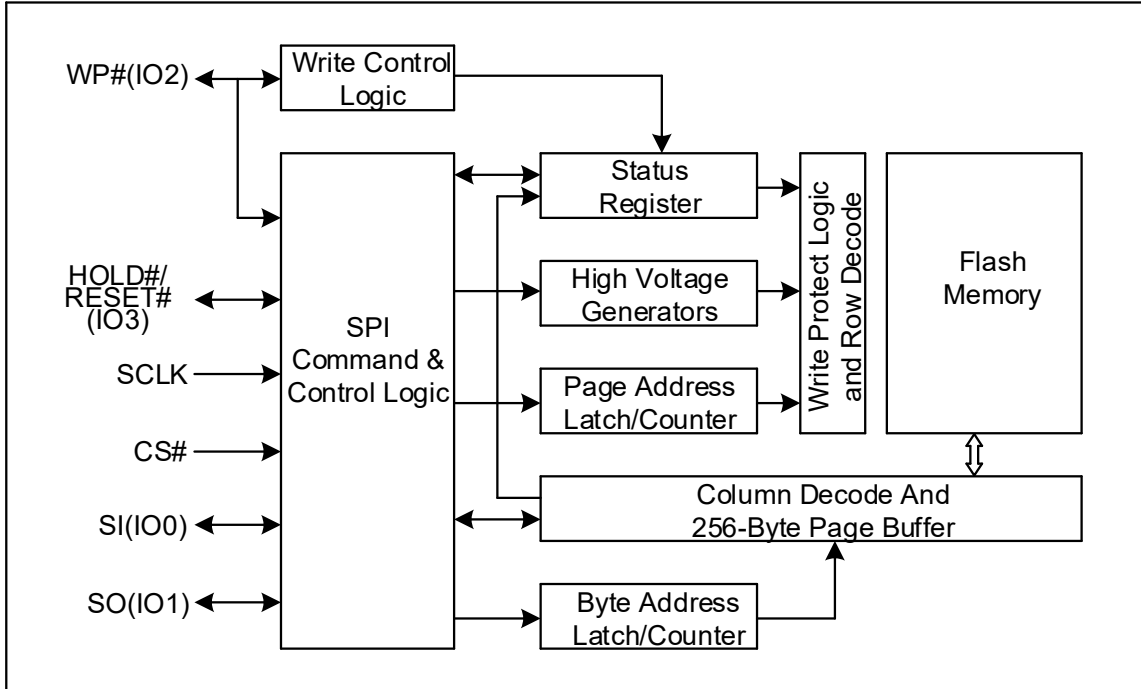 WP#(IO2)
Write Control
Logic
Status
Register
Write Protect Logic
and Row Decode
Flash
Memory
HOLD#/
RESET#
(IO3)
High Voltage
Generators
SPI
Command &
Control Logic
SCLK
Page Address
Latch/Counter
CS#
Column Decode And
256-Byte Page Buffer
SI(IO0)
SO(IO1)
Byte Address
Latch/Counter